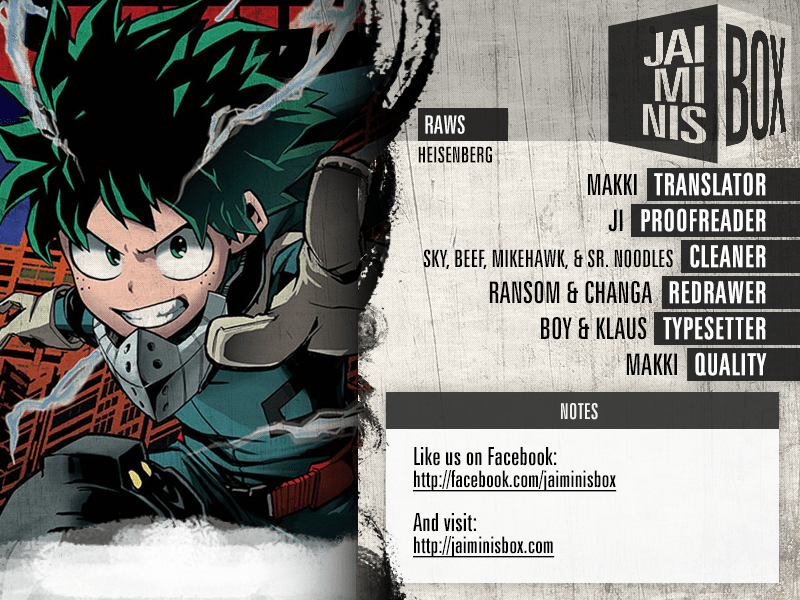 JAI
MI
NIS
BOX
RAWS
HEISENBERG
MAKKI TRANSLATOR
JI PROOFREADER
SKY, BEEF, MIKEHAWK, & SR. NOODLES CLEANER
RANSOM & CHANGA REDRAWER
BOY & KLAUS TYPESETTER
MAKKI QUALITY
NOTES
Like us on Facebook:
http://facebook.com/jaiminisbox
And visit:
http://jaiminisbox.com